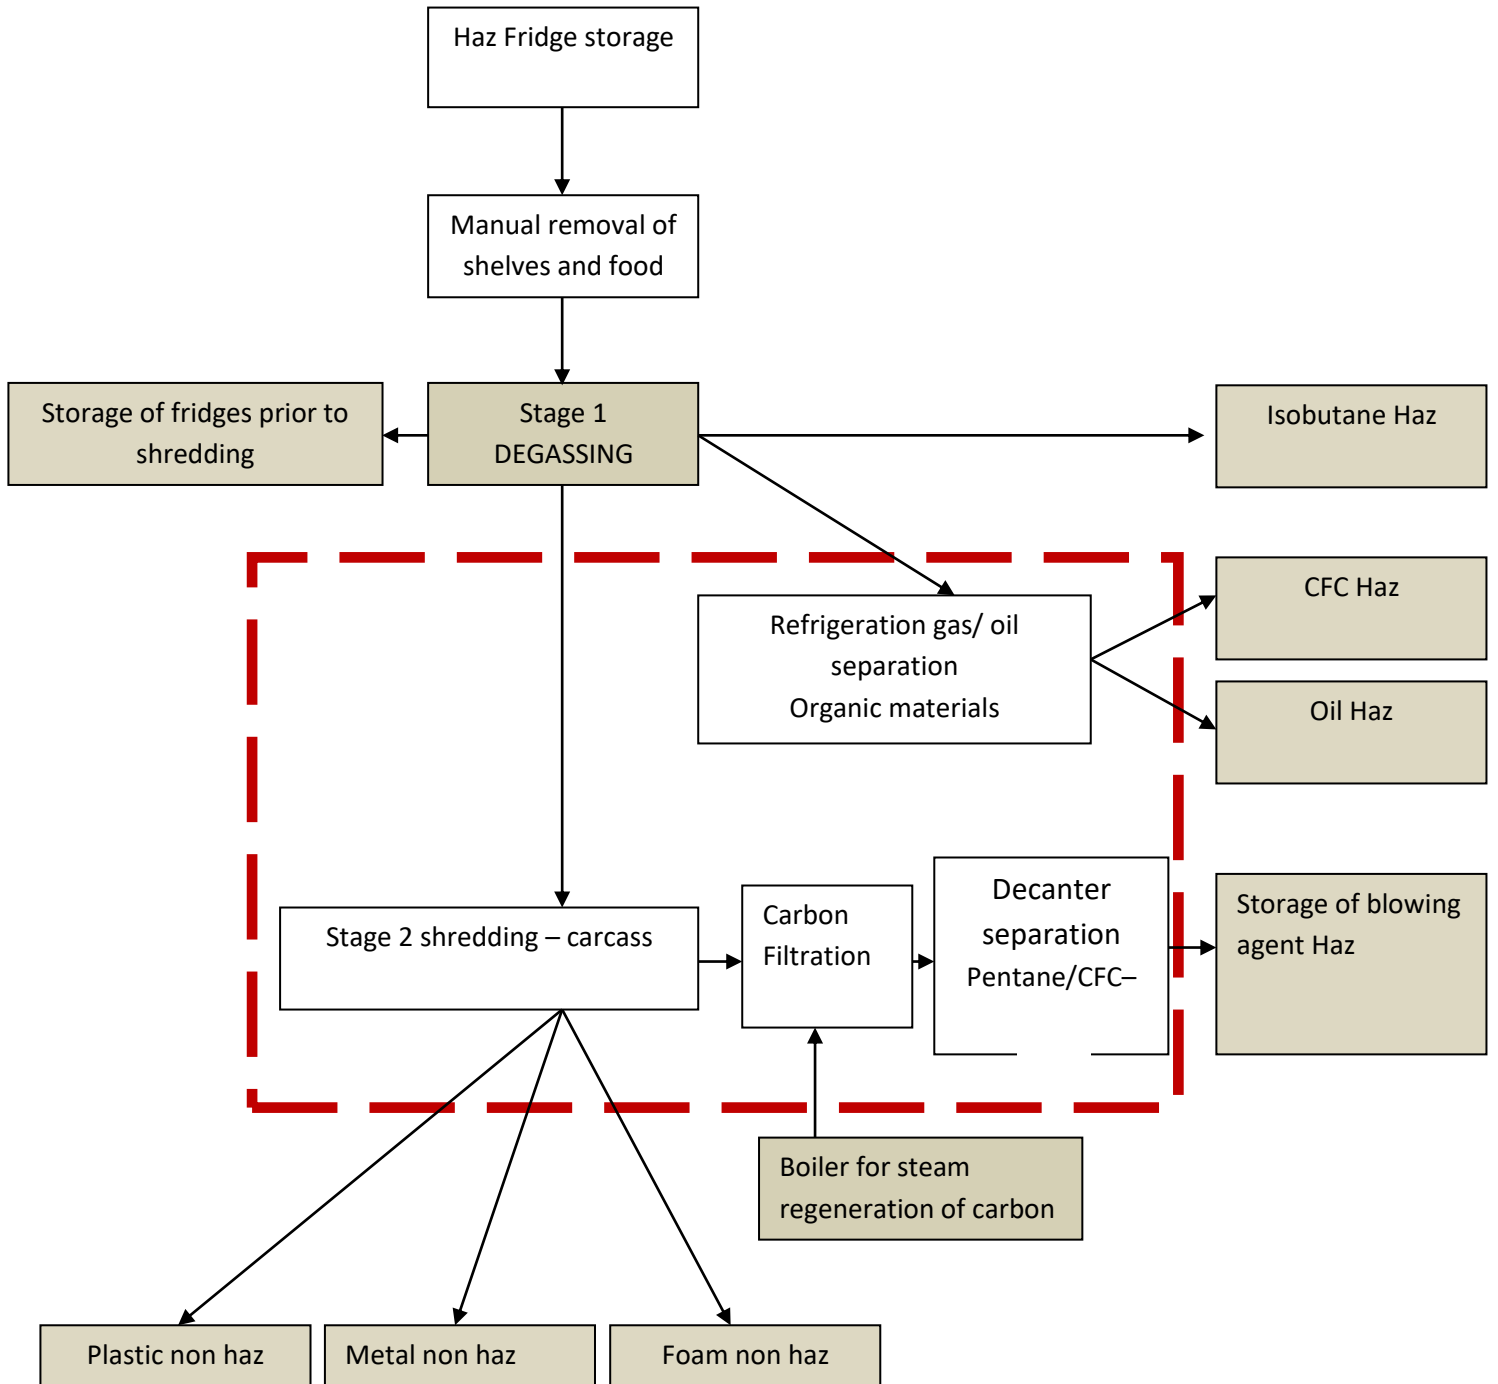 Haz Fridge storage
Manual removal of
shelves and food
Storage of fridges prior to
shredding
Stage 1
DEGASSING
Isobutane Haz
CFC Haz
Refrigeration gas/ oil
separation
Organic materials
Oil Haz
Stage 2 shredding – carcass
Carbon
Filtration
Decanter
separation
Pentane/CFC–
Storage of blowing
agent Haz
Boiler for steam
regeneration of carbon
Plastic non haz
Metal non haz
Foam non haz